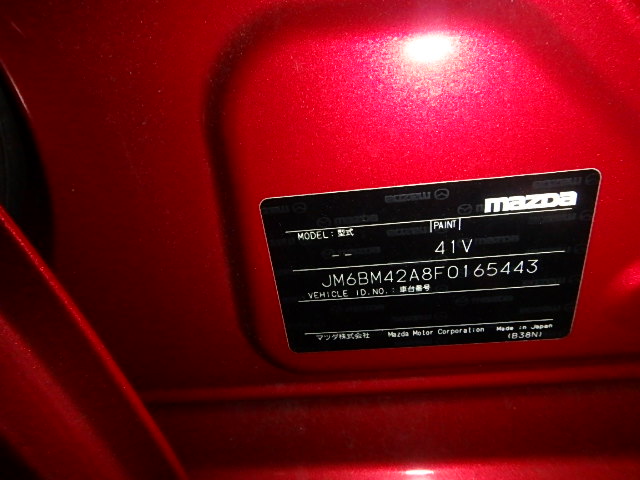 mazda
MODEL: 型式 PAINT
-- 41V
JM6BM42A8F0165443
VEHICLE ID.NO.: 車台番号
マツダ株式会社 Mazda Motor Corporation Made in Japan
(B38N)